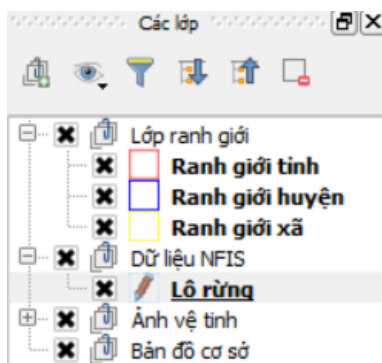 Các lớp
Lớp ranh giới
Ranh giới tỉnh
Ranh giới huyện
Ranh giới xã
Dữ liệu NFIS
Lô rừng
Ảnh vệ tinh
Bản đồ cơ sở